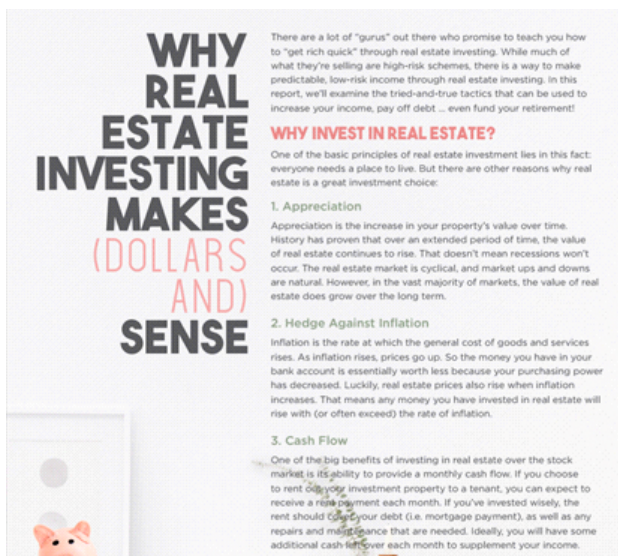 WHY
REAL
ESTATE
INVESTING
MAKES
(DOLLARS
AND)
SENSE
There are a lot of "gurus" out there who promise to teach you how
to "get rich quick" through real estate investing. While much of
what they're selling are high-risk schemes, there is a way to make
predictable, low-risk income through real estate investing. In this
report, we'll examine the tried-and-true tactics that can be used to
increase your income, pay off debt ... even fund your retirement!
WHY INVEST IN REAL ESTATE?
One of the basic principles of real estate investment lies in this fact:
everyone needs a place to live. But there are other reasons why real
estate is a great investment choice:
1. Appreciation
Appreciation is the increase in your property's value over time.
History has proven that over an extended period of time, the value
of real estate continues to rise. That doesn't mean recessions won't
occur. The real estate market is cyclical, and market ups and downs
are natural. However, in the vast majority of markets, the value of real
estate does grow over the long term.
2. Hedge Against Inflation
Inflation is the rate at which the general cost of goods and services
rises. As inflation rises, prices go up. So the money you have in your
bank account is essentially worth less because your purchasing power
has decreased. Luckily, real estate prices also rise when inflation
increases. That means any money you have invested in real estate will
rise with (or often exceed) the rate of inflation.
3. Cash Flow
One of the big benefits of investing in real estate over the stock
market is its ability to provide a monthly cash flow. If you choose
to rent out your investment property to a tenant, you can expect to
receive a rent payment each month. If you've invested wisely, the
rent should cover your debt (i.e. mortgage payment), as well as any
repairs and maintenance that are needed. Ideally, you will have some
additional cash left over each month to supplement your income.